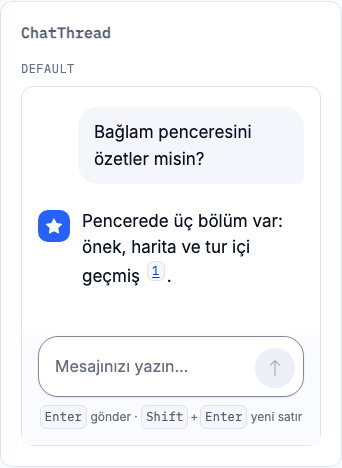 ChatThread
DEFAULT
Bağlam penceresini
özetler misin?
Pencerede üç bölüm var:
önek, harita ve tur içi
geçmiş 1 .
Mesajınızı yazın...
Enter gönder · Shift + Enter yeni satır